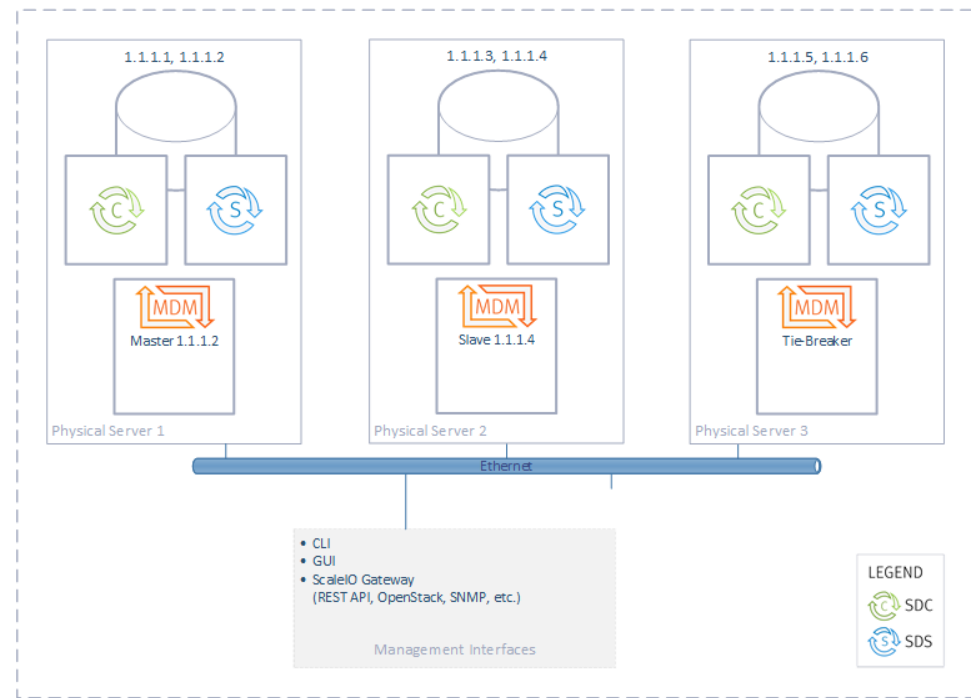 1.1.1.1, 1.1.1.2
C
S
MDM
Master 1.1.1.2
Physical Server 1
1.1.1.3, 1.1.1.4
C
S
MDM
Slave 1.1.1.4
Physical Server 2
1.1.1.5, 1.1.1.6
C
S
MDM
Tie-Breaker
Physical Server 3
Ethernet
• CLI
• GUI
• ScaleIO Gateway
(REST API, OpenStack, SNMP, etc.)
Management Interfaces
LEGEND
C SDC
S SDS